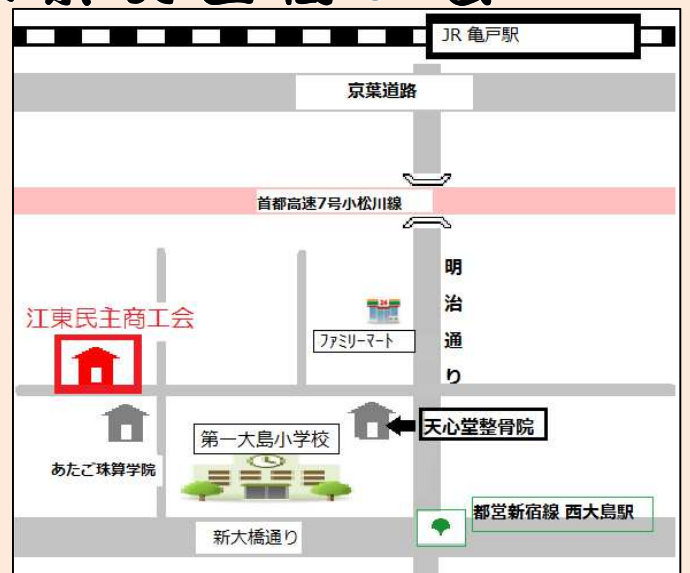 JR 亀戸駅
京葉道路
首都高速7号小松川線
明治通り
江東民主商工会
24
ファミリーマート
天心堂整骨院
第一大島小学校
あたご珠算学院
都営新宿線 西大島駅
新大橋通り